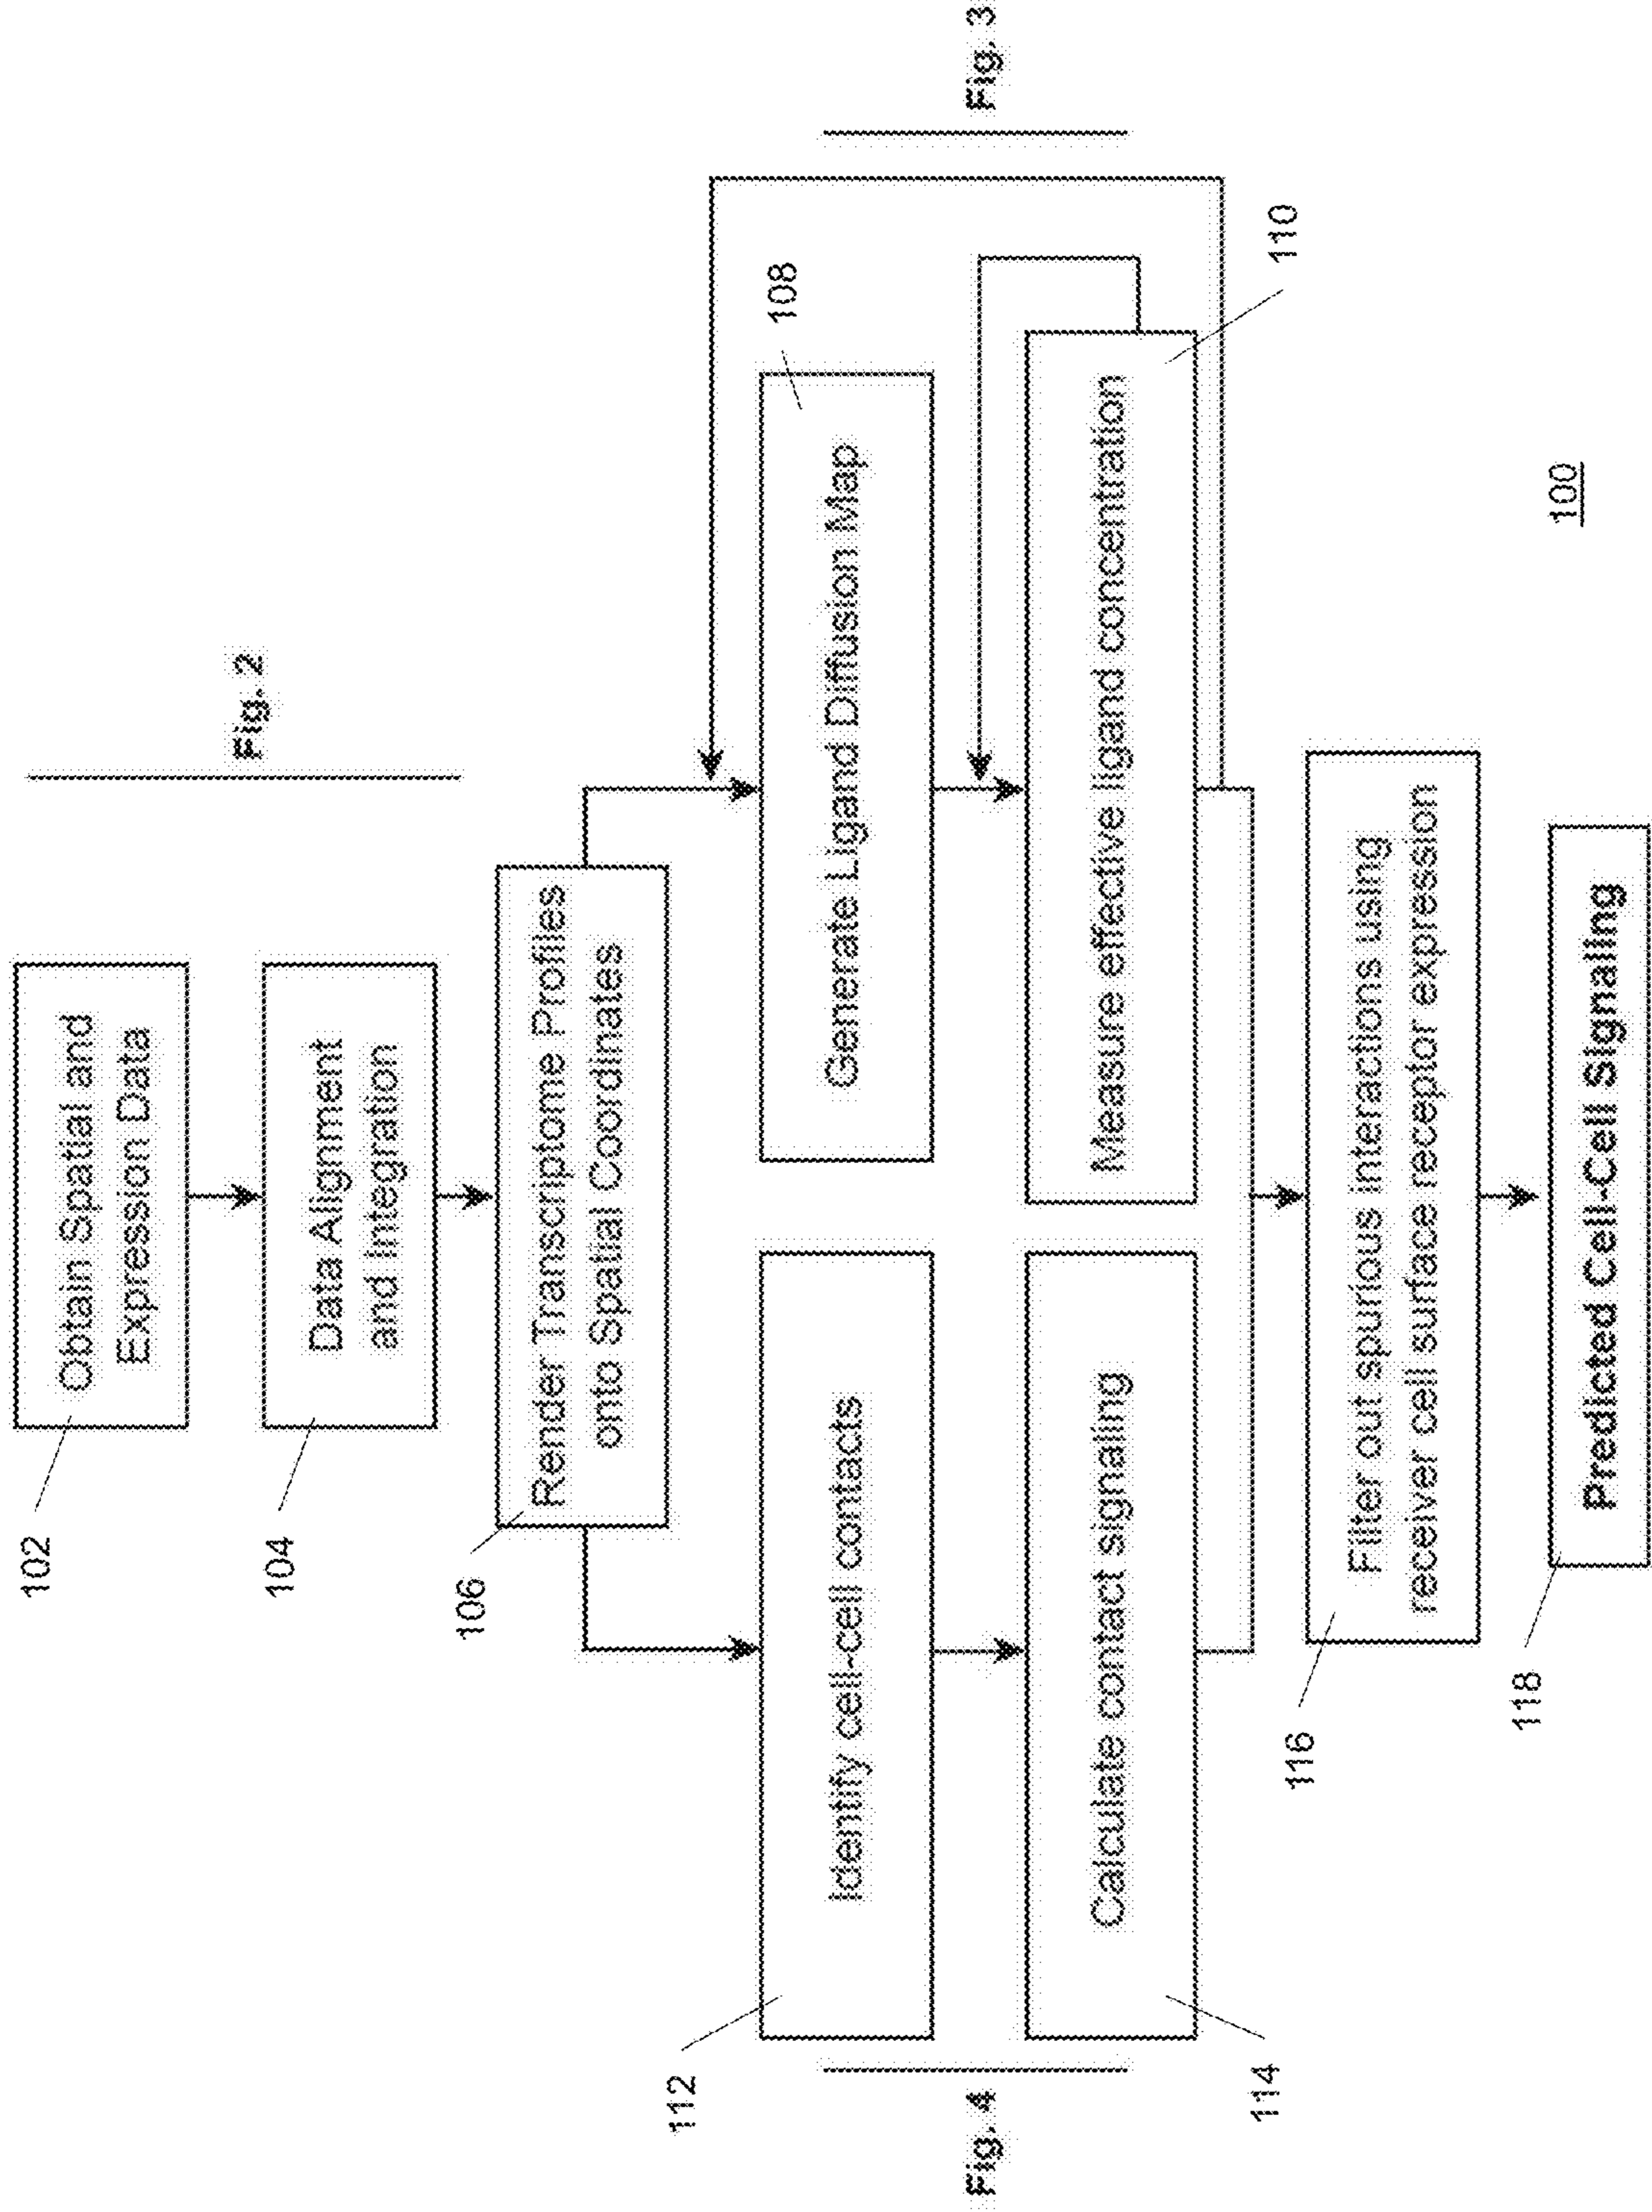 102
Obtain Spatial and
Expression Data
Fig. 2
104
Data Alignment
and Integration
106
Render Transcriptome Profiles
onto Spatial Coordinates
112
Identify cell-cell contacts
Generate Ligand Diffusion Map
108
Fig. 4
Fig. 3
Calculate contact signaling
114
Measure effective ligand concentration
110
116
Filter out spurious interactions using
receiver cell surface receptor expression
118
Predicted Cell-Cell Signaling
100